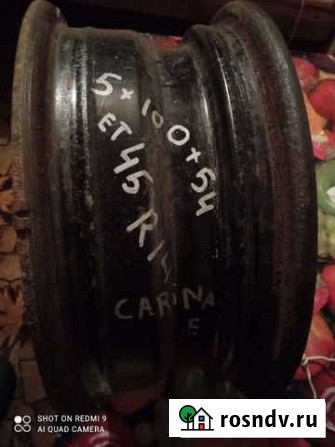 5×100×54
ET45 R14
CARINA
E
SHOT ON REDMI 9
AI QUAD CAMERA
rosndv.ru